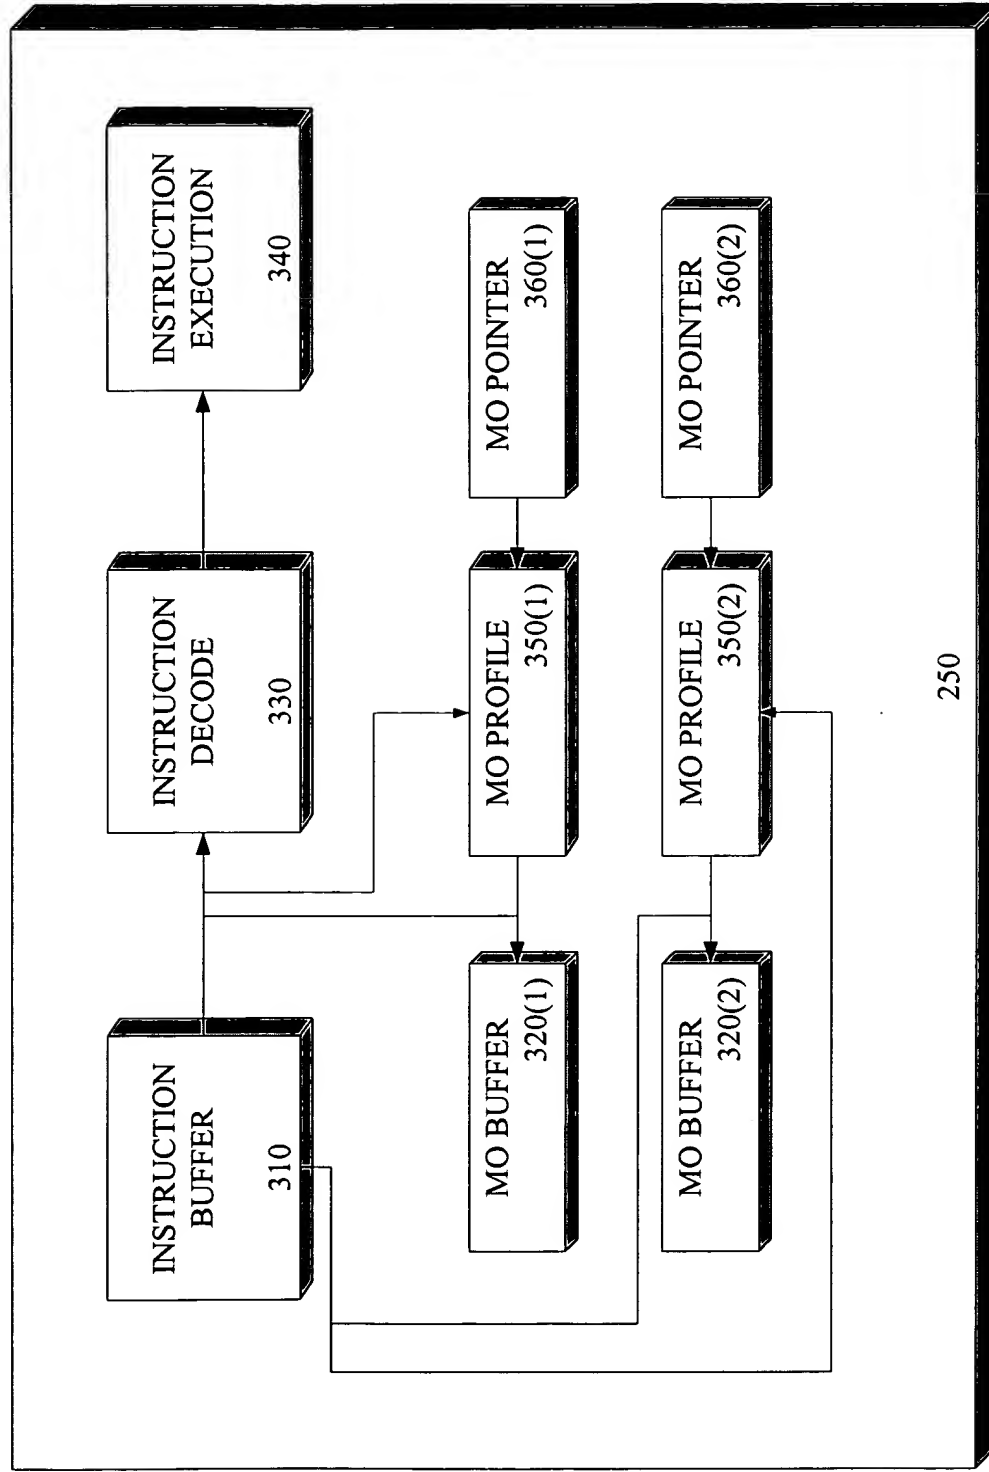 INSTRUCTION
BUFFER
310
INSTRUCTION
DECODE
330
INSTRUCTION
EXECUTION
340
MO BUFFER
320(1)
MO PROFILE
350(1)
MO POINTER
360(1)
MO BUFFER
320(2)
MO PROFILE
350(2)
MO POINTER
360(2)
250